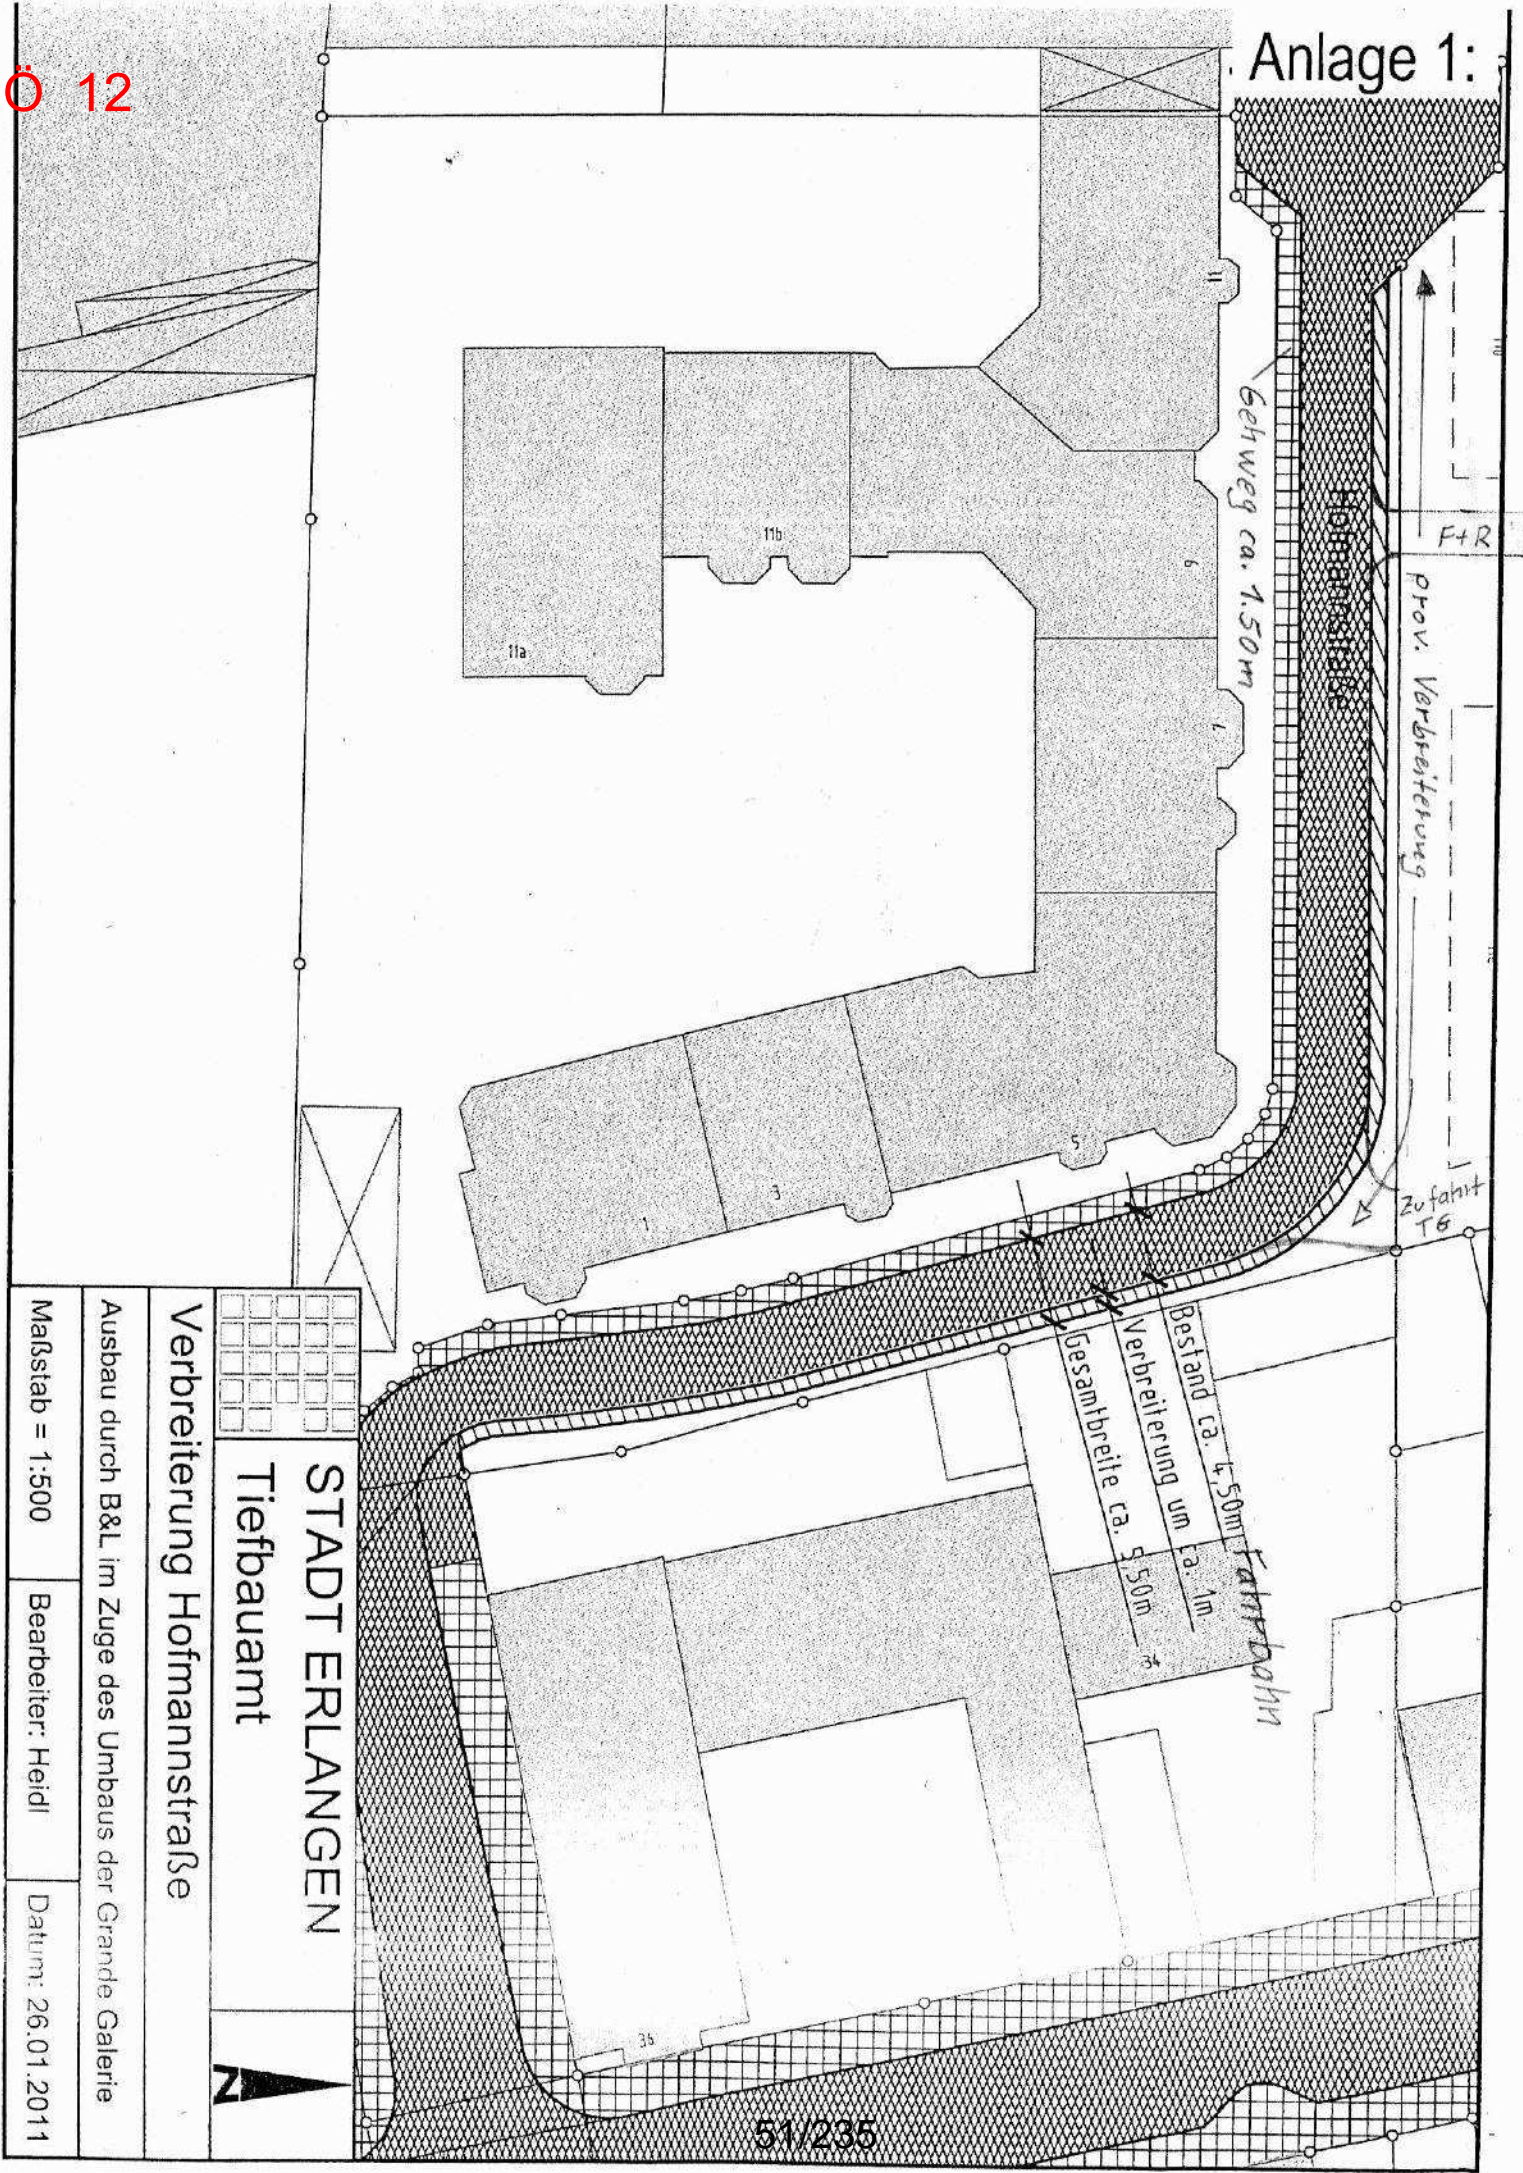 Anlage 1:
Ö 12
11
Gehweg ca. 1.50m
Hofmannstraße
F+R
prov. Verbreiterung
11b
11a
5
3
1
Zufahrt
TG
Bestand ca. 4,50m
Verbreiterung um ca. 1m
Gesamtbreite ca. 5,50m
Fahrbahn
34
STADT ERLANGEN
Tiefbauamt
Verbreiterung Hofmannstraße
Ausbau durch B&L im Zuge des Umbaus der Grande Galerie
Maßstab = 1:500
Bearbeiter: Heidl
Datum: 26.01.2011
N
51/235